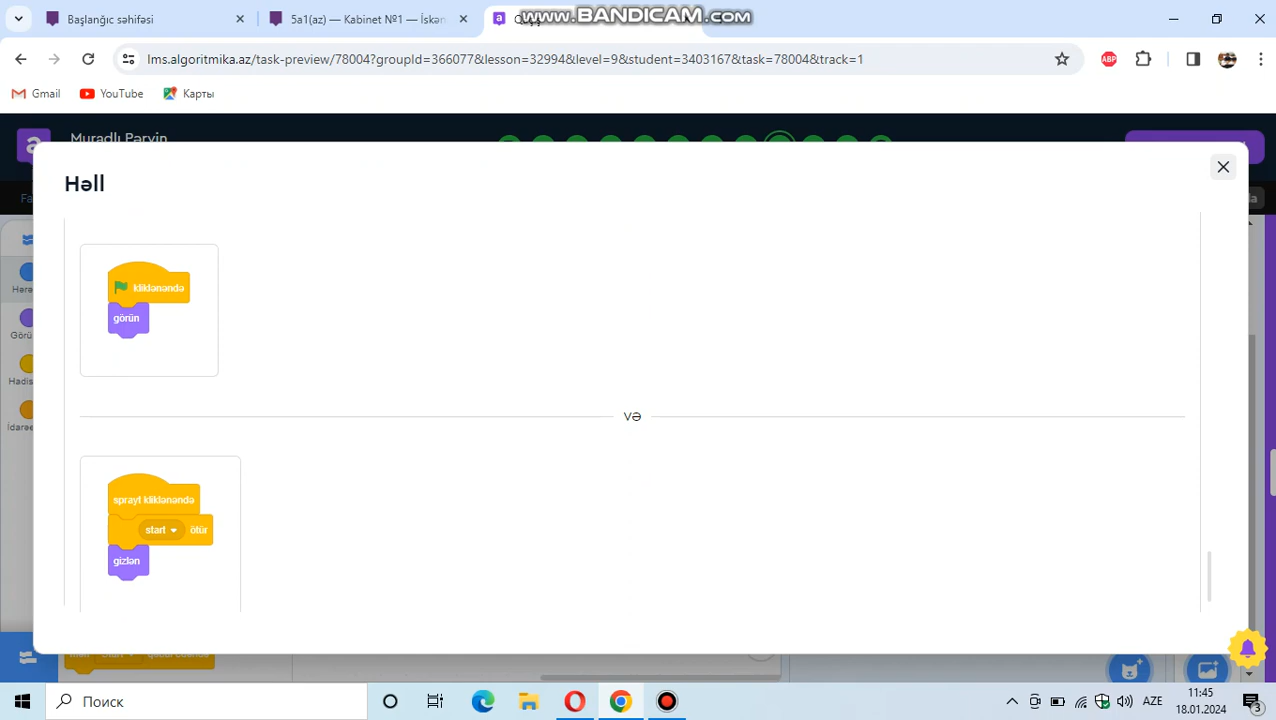 Başlanğıc səhifəsi
5a1(az) — Kabinet №1 — İskən
www.BANDICAM.com
lms.algoritmika.az/task-preview/78004?groupId=366077&lesson=32994&level=9&student=3403167&task=78004&track=1
Gmail
YouTube
Карты
Muradlı Pərvin
Həll
kliklənəndə
görün
və
sprayt kliklənəndə
start ötür
gizlən
Поиск
AZE
11:45
18.01.2024
3